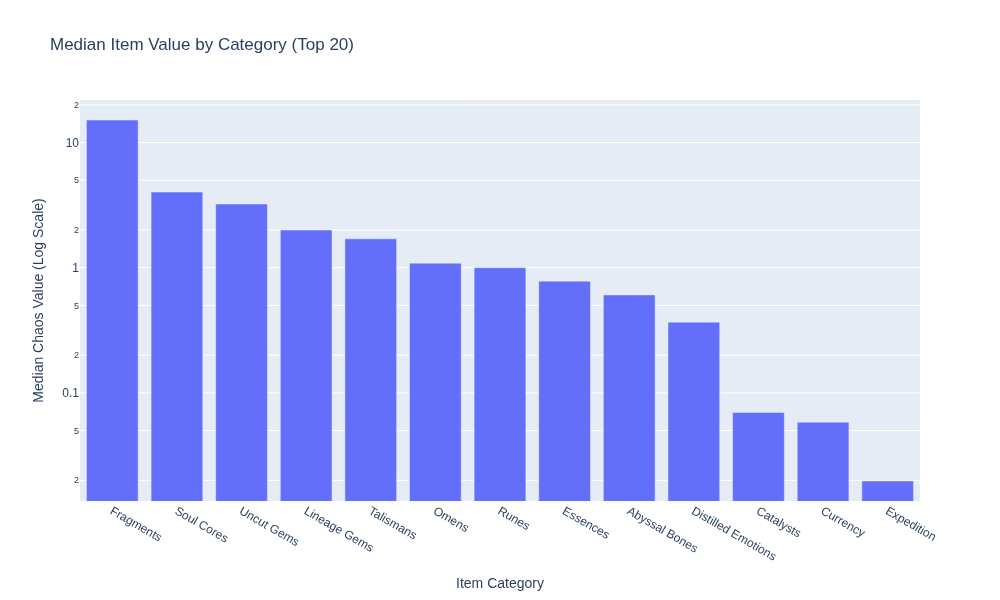 Median Item Value by Category (Top 20)
Median Chaos Value (Log Scale)
2
10
5
2
1
5
2
0.1
5
2
Fragments
Soul Cores
Uncut Gems
Lineage Gems
Talismans
Omens
Runes
Essences
Abyssal Bones
Distilled Emotions
Catalysts
Currency
Expedition
Item Category